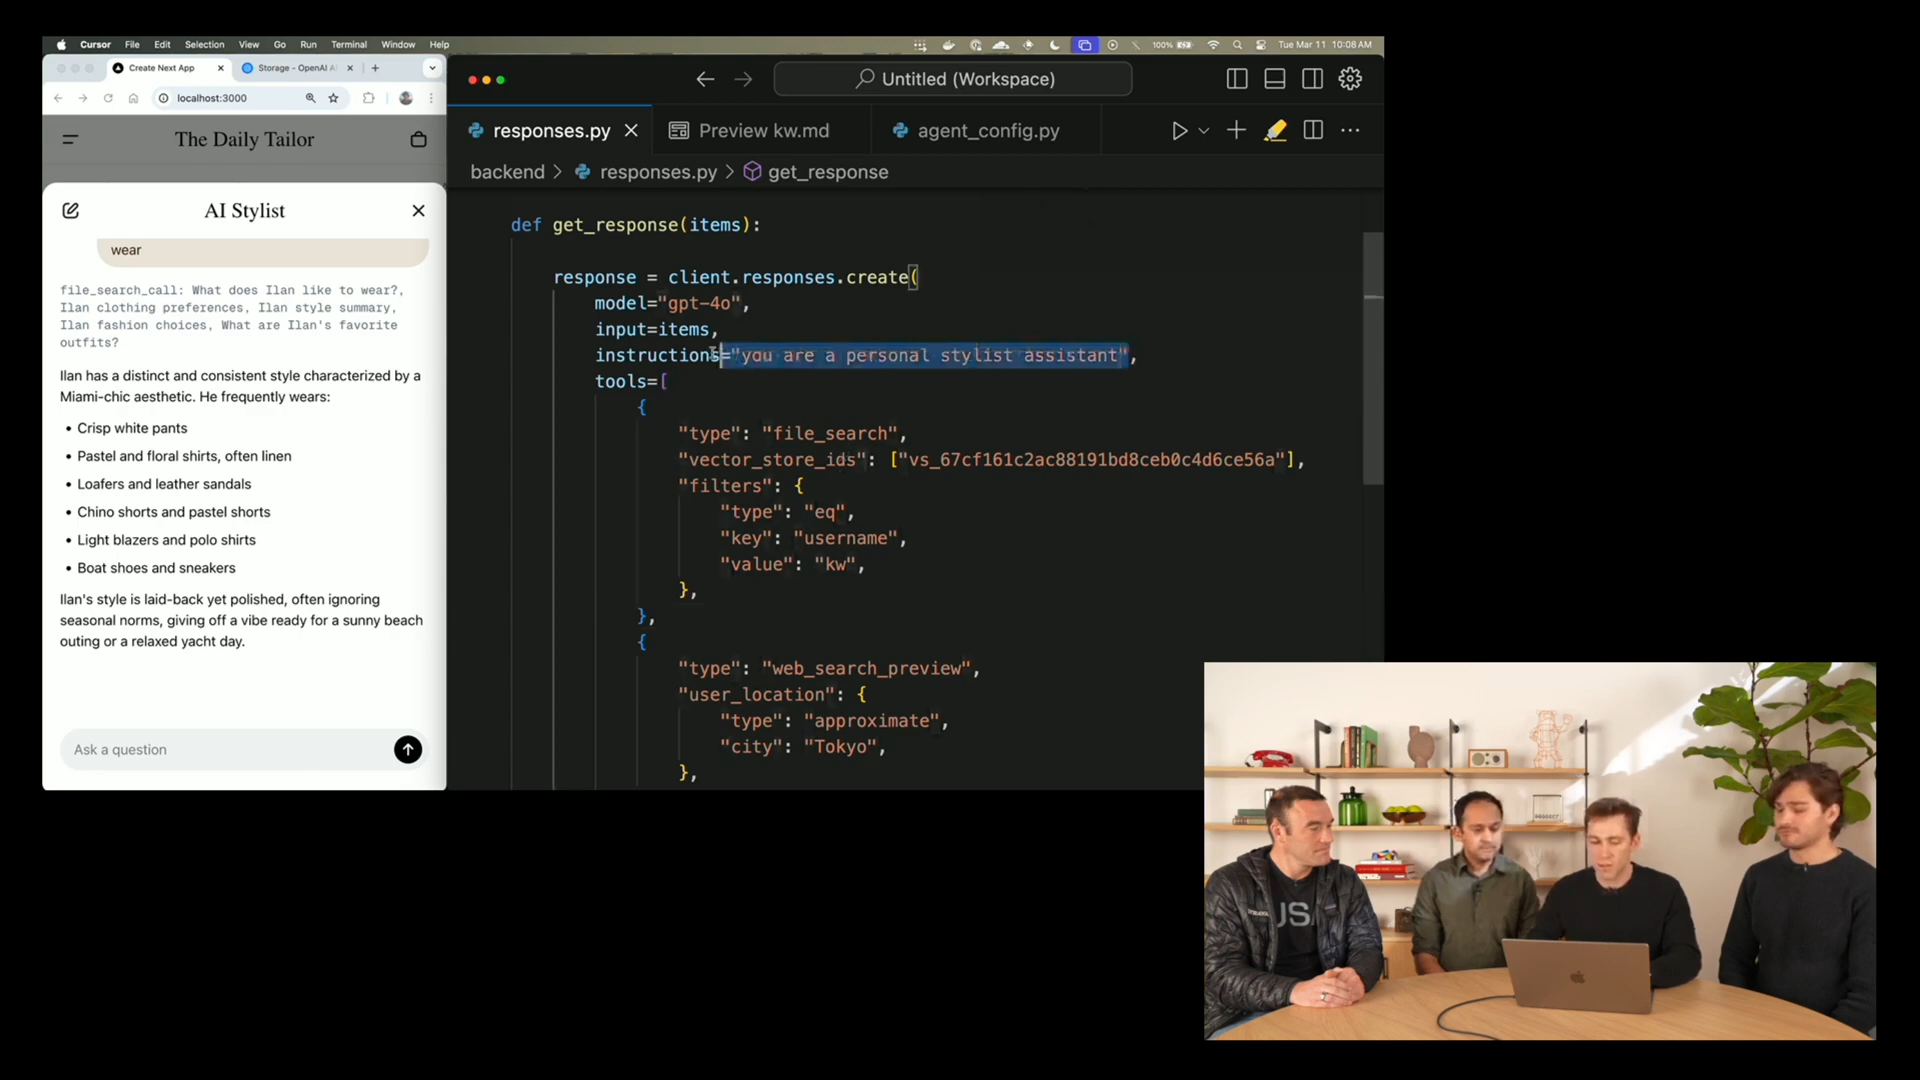 Cursor File Edit Selection View Go Run Terminal Window Help
100% Tue Mar 11 10:08 AM
Create Next App
Storage - OpenAI A
localhost:3000
The Daily Tailor
AI Stylist
wear
file_search_call: What does Ilan like to wear?,
Ilan clothing preferences, Ilan style summary,
Ilan fashion choices, What are Ilan's favorite
outfits?
Ilan has a distinct and consistent style characterized by a
Miami-chic aesthetic. He frequently wears:
• Crisp white pants
• Pastel and floral shirts, often linen
• Loafers and leather sandals
• Chino shorts and pastel shorts
• Light blazers and polo shirts
• Boat shoes and sneakers
Ilan's style is laid-back yet polished, often ignoring
seasonal norms, giving off a vibe ready for a sunny beach
outing or a relaxed yacht day.
Ask a question
Untitled (Workspace)
responses.py
Preview kw.md
agent_config.py
backend > responses.py > get_response
def get_response(items):
response = client.responses.create(
model="gpt-4o",
input=items,
instructions="you are a personal stylist assistant",
tools=[
{
"type": "file_search",
"vector_store_ids": ["vs_67cf161c2ac88191bd8ceb0c4d6ce56a"],
"filters": {
"type": "eq",
"key": "username",
"value": "kw",
},
},
{
"type": "web_search_preview",
"user_location": {
"type": "approximate",
"city": "Tokyo",
},